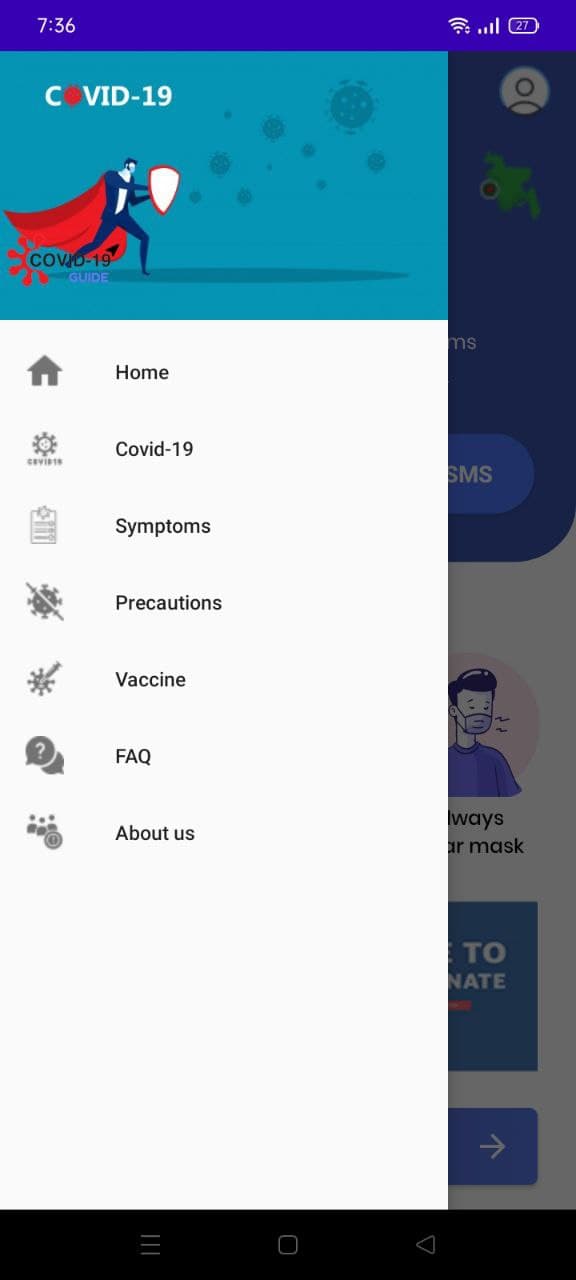 7:36
27
COVID-19
COVID-19
GUIDE
Home
COVID19
Covid-19
Symptoms
Precautions
Vaccine
FAQ
About us
ms
SMS
lways
ar mask
E TO
NATE